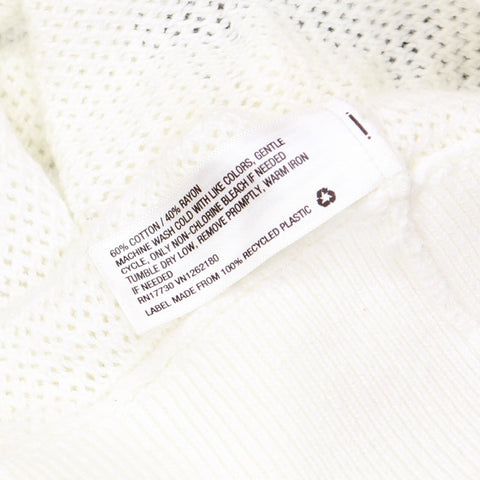 60% COTTON / 40% RAYON
MACHINE WASH COLD WITH LIKE COLORS, GENTLE
CYCLE, ONLY NON-CHLORINE BLEACH IF NEEDED
TUMBLE DRY LOW, REMOVE PROMPTLY, WARM IRON
IF NEEDED
RN17730 VN1262180
LABEL MADE FROM 100% RECYCLED PLASTIC